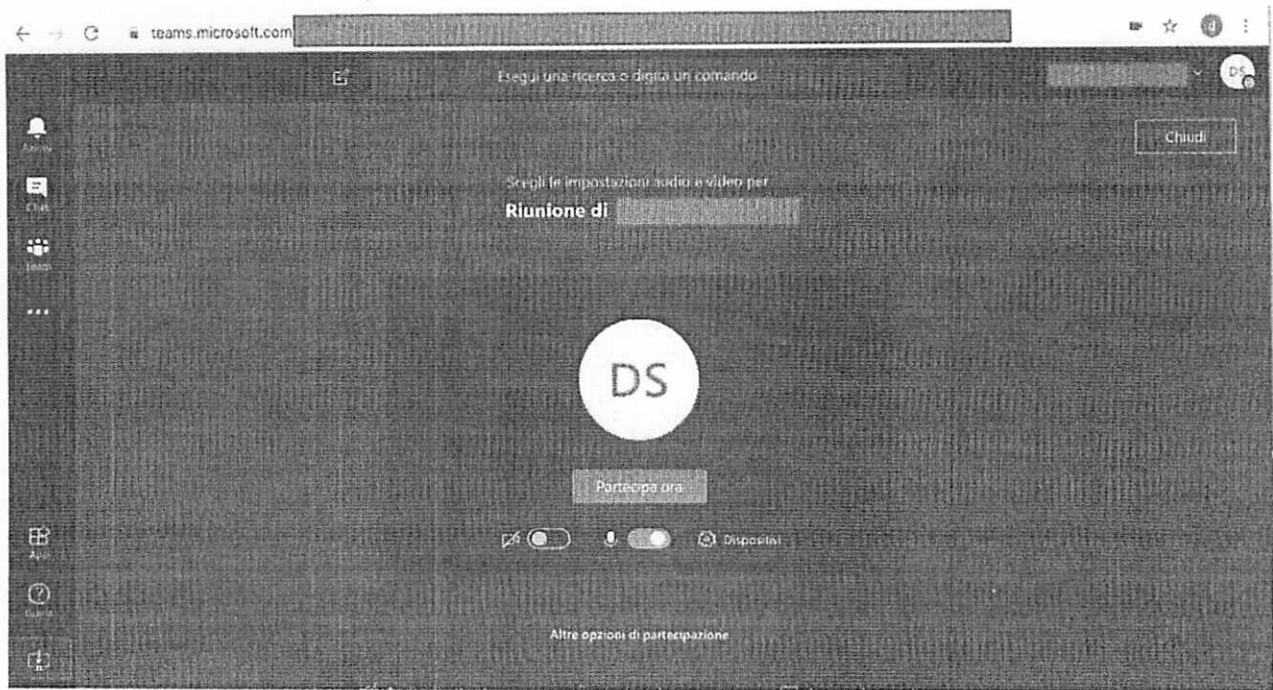 teams.microsoft.com
d
Esegui una ricerca o digita un comando
DS
Chiudi
Chat
Scegli le impostazioni audio e video per
Riunione di
DS
Partecipa ora
Dispositivi
App
Altre opzioni di partecipazione